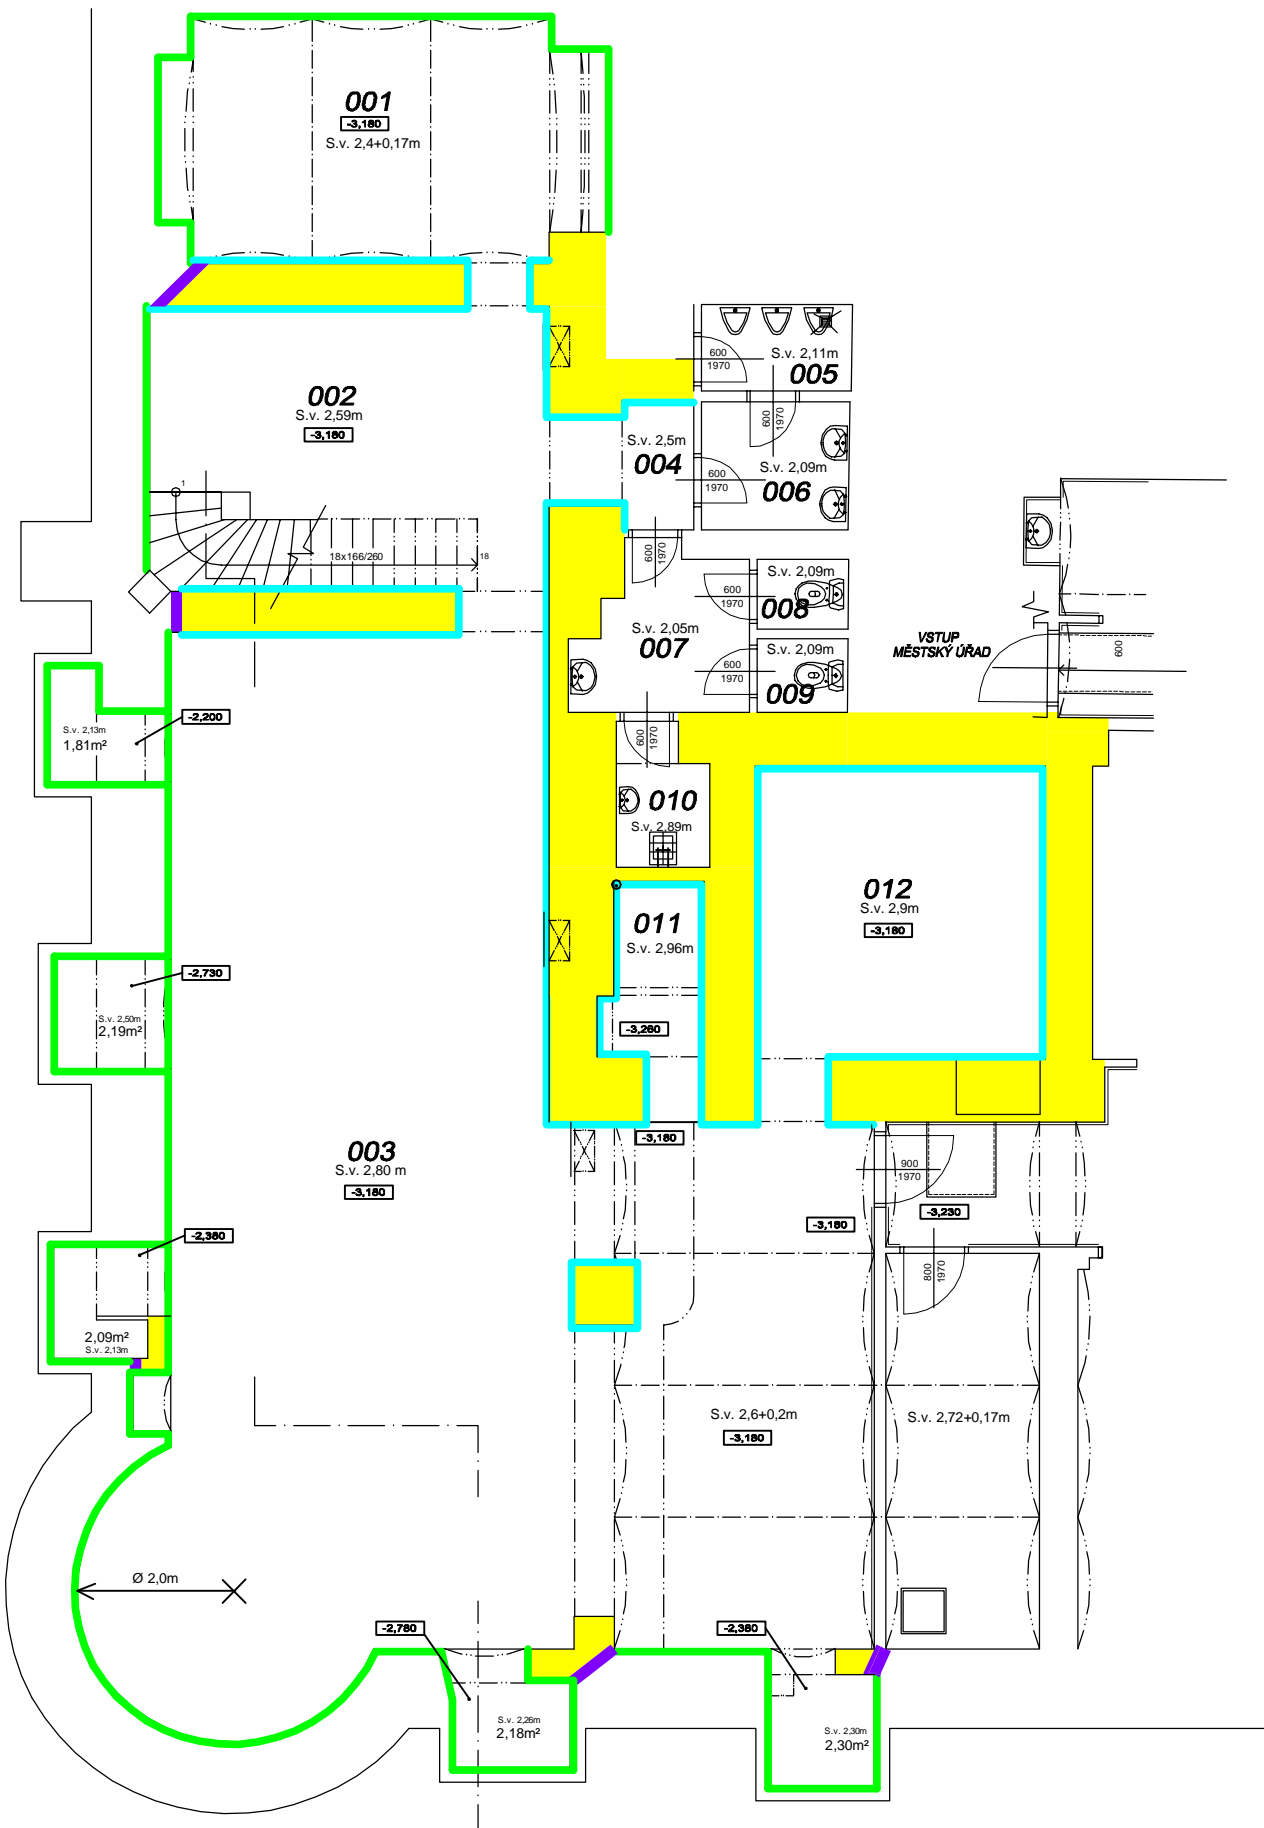 001
-3,180
S.v. 2,4+0,17m
002
S.v. 2,59m
-3,180
600
1970
S.v. 2,11m
005
600
1970
S.v. 2,5m
004
600
1970
S.v. 2,09m
006
1
18x166/260
18
600
1970
S.v. 2,09m
600
1970
008
S.v. 2,05m
007
S.v. 2,09m
600
1970
009
VSTUP
MĚSTSKÝ ÚŘAD
600
-2,200
S.v. 2,13m
1,81m²
600
1970
010
S.v. 2,89m
012
S.v. 2,9m
-3,180
011
S.v. 2,96m
-2,730
S.v. 2,50m
2,19m²
-3,260
003
S.v. 2,80 m
-3,180
-3,180
900
1970
-3,180
-3,230
-2,380
800
1970
2,09m²
S.v. 2,13m
S.v. 2,6+0,2m
-3,180
S.v. 2,72+0,17m
Ø 2,0m
-2,780
-2,380
S.v. 2,26m
2,18m²
S.v. 2,30m
2,30m²